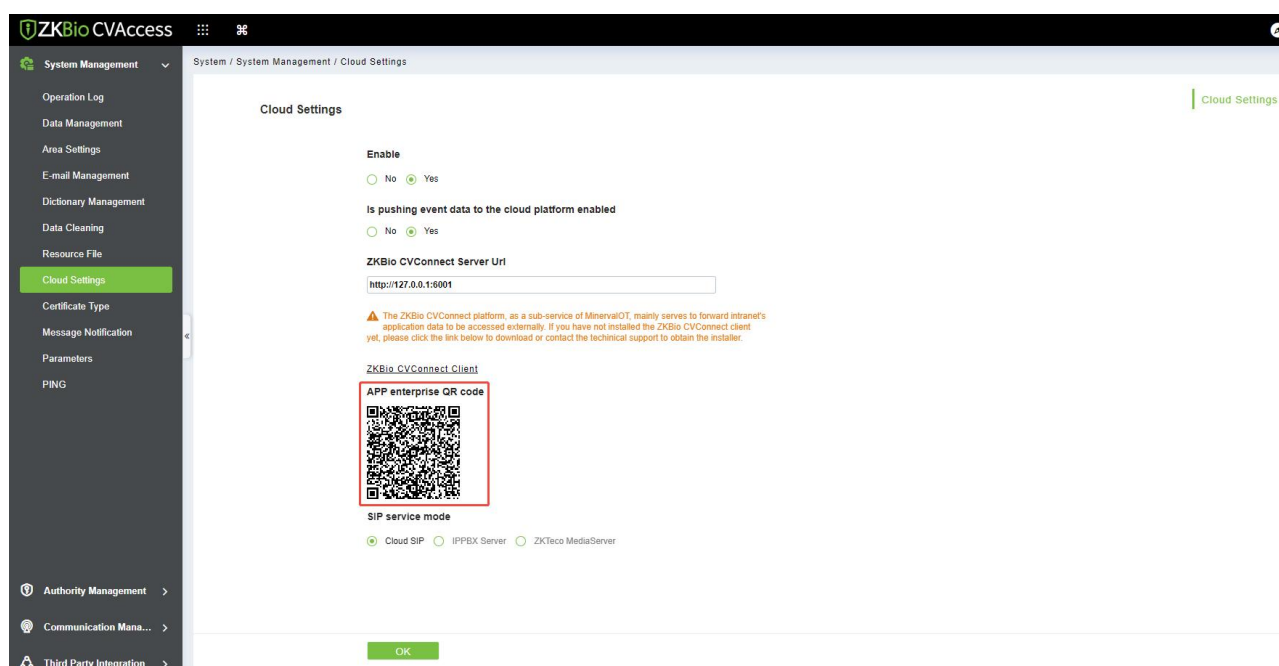 ZKBio CVAccess
System Management
Operation Log
Data Management
Area Settings
E-mail Management
Dictionary Management
Data Cleaning
Resource File
Cloud Settings
Certificate Type
Message Notification
Parameters
PING
Authority Management
Communication Mana...
Third Party Integration
System / System Management / Cloud Settings
Cloud Settings
Cloud Settings
Enable
No Yes
Is pushing event data to the cloud platform enabled
No Yes
ZKBio CVConnect Server Url
http://127.0.0.1:6001
The ZKBio CVConnect platform, as a sub-service of MinervaIOT, mainly serves to forward intranet's
application data to be accessed externally. If you have not installed the ZKBio CVConnect client
yet, please click the link below to download or contact the techinical support to obtain the installer.
ZKBio CVConnect Client
APP enterprise QR code
SIP service mode
Cloud SIP IPPBX Server ZKTeco MediaServer
OK